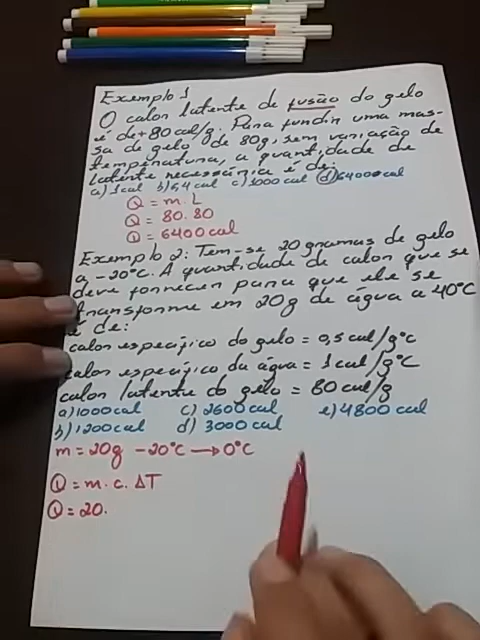 Exemplo 1
O calor latente de fusão do gelo
é de +80 cal/g. Para fundir uma mas-
sa de gelo de 80g, sem variação de
temperatura, a quantidade de
latente necessária é de:
a) 1 cal b) 6,4 cal c) 1000 cal d) 64000 cal
Q = m. L
Q = 80. 80
Q = 6400 cal
Exemplo 2: Tem-se 20 gramas de gelo
a -20°C. A quantidade de calor que se
deve fornecer para que ele se
transforme em 20g de água a 40°C
é de:
calor específico do gelo = 0,5 cal/g°C
calor específico da água = 1 cal/g°C
calor latente do gelo = 80 cal/g
a) 1000 cal c) 2600 cal e) 4800 cal
b) 1200 cal d) 3000 cal
m = 20g -20°C → 0°C
Q = m. c. ΔT
Q = 20.